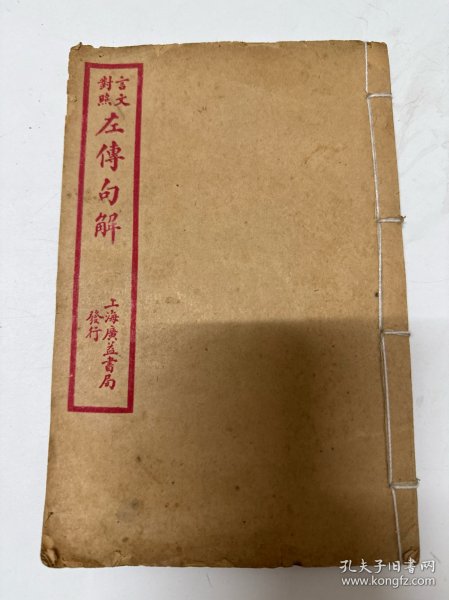 言文
對照
左傳句解
上海廣益書局
發行
孔夫子旧书网
www.kongfz.com